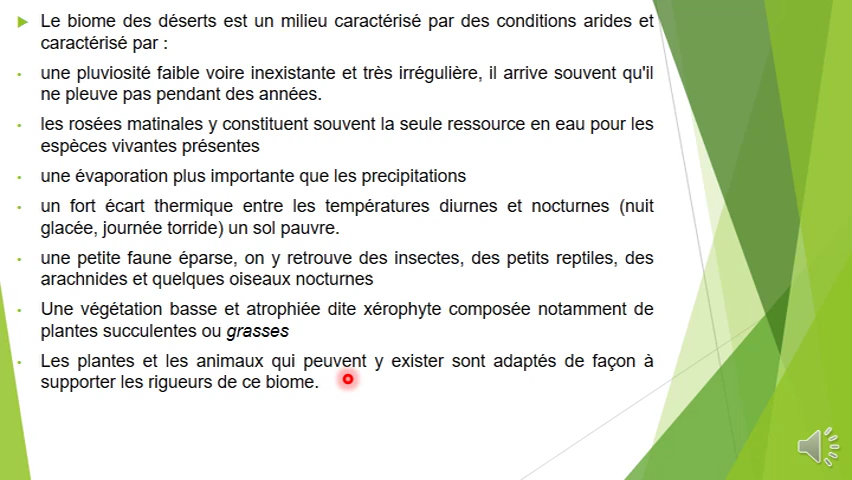 Le biome des déserts est un milieu caractérisé par des conditions arides et
caractérisé par :
une pluviosité faible voire inexistante et très irrégulière, il arrive souvent qu'il
ne pleuve pas pendant des années.
les rosées matinales y constituent souvent la seule ressource en eau pour les
espèces vivantes présentes
une évaporation plus importante que les precipitations
un fort écart thermique entre les températures diurnes et nocturnes (nuit
glacée, journée torride) un sol pauvre.
une petite faune éparse, on y retrouve des insectes, des petits reptiles, des
arachnides et quelques oiseaux nocturnes
Une végétation basse et atrophiée dite xérophyte composée notamment de
plantes succulentes ou grasses
Les plantes et les animaux qui peuvent y exister sont adaptés de façon à
supporter les rigueurs de ce biome.